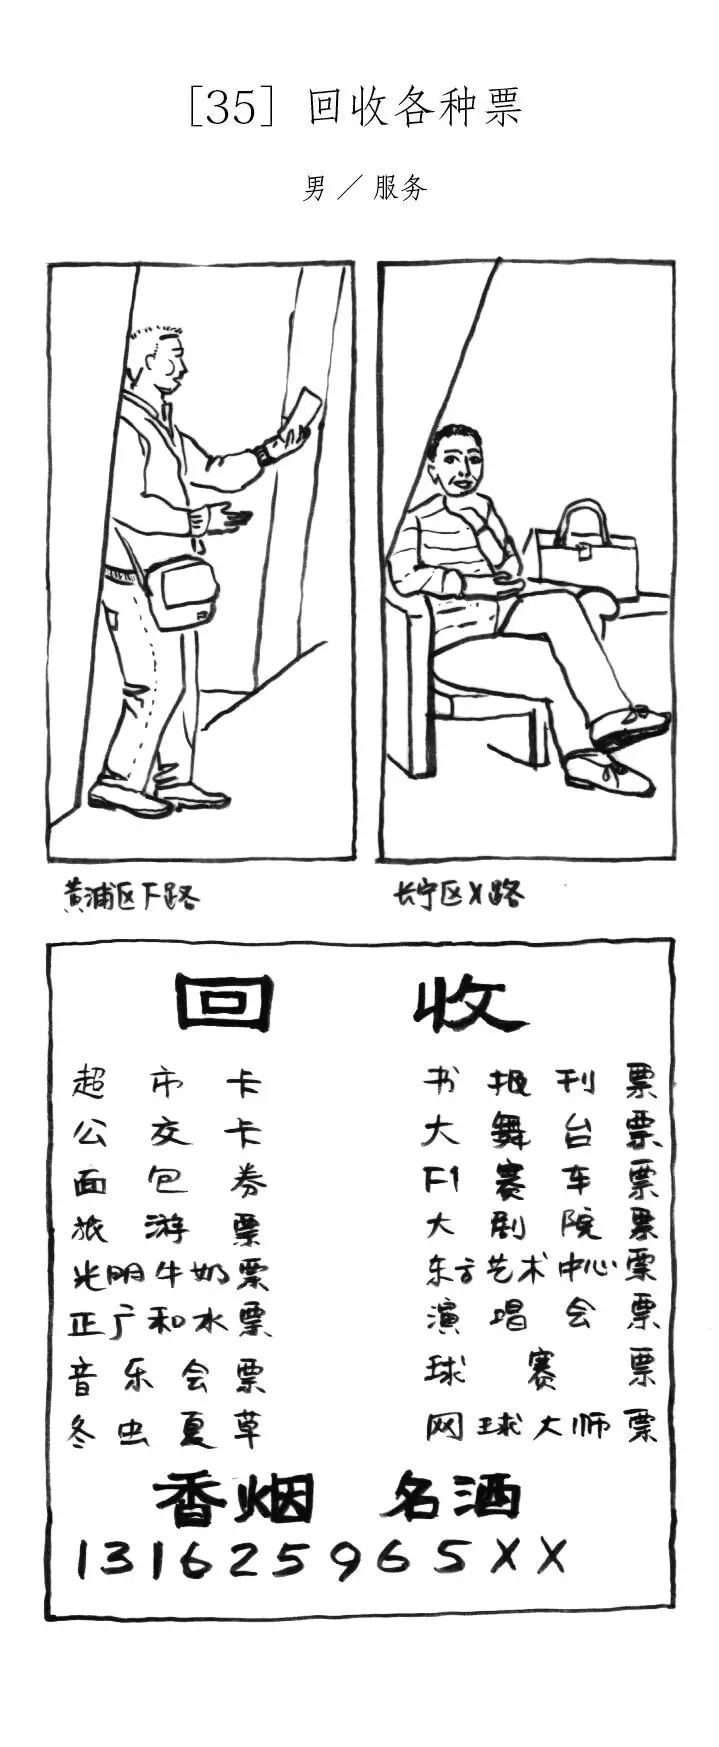 ［35］回收各种票
男／服务
黄浦区F路
长宁区X路
回收
超市卡
公交卡
面包券
旅游票
光明牛奶票
正广和水票
音乐会票
冬虫夏草
书报刊票
大舞台票
F1赛车票
大剧院票
东方艺术中心票
演唱会票
球赛票
网球大师票
香烟 名酒
131625965XX